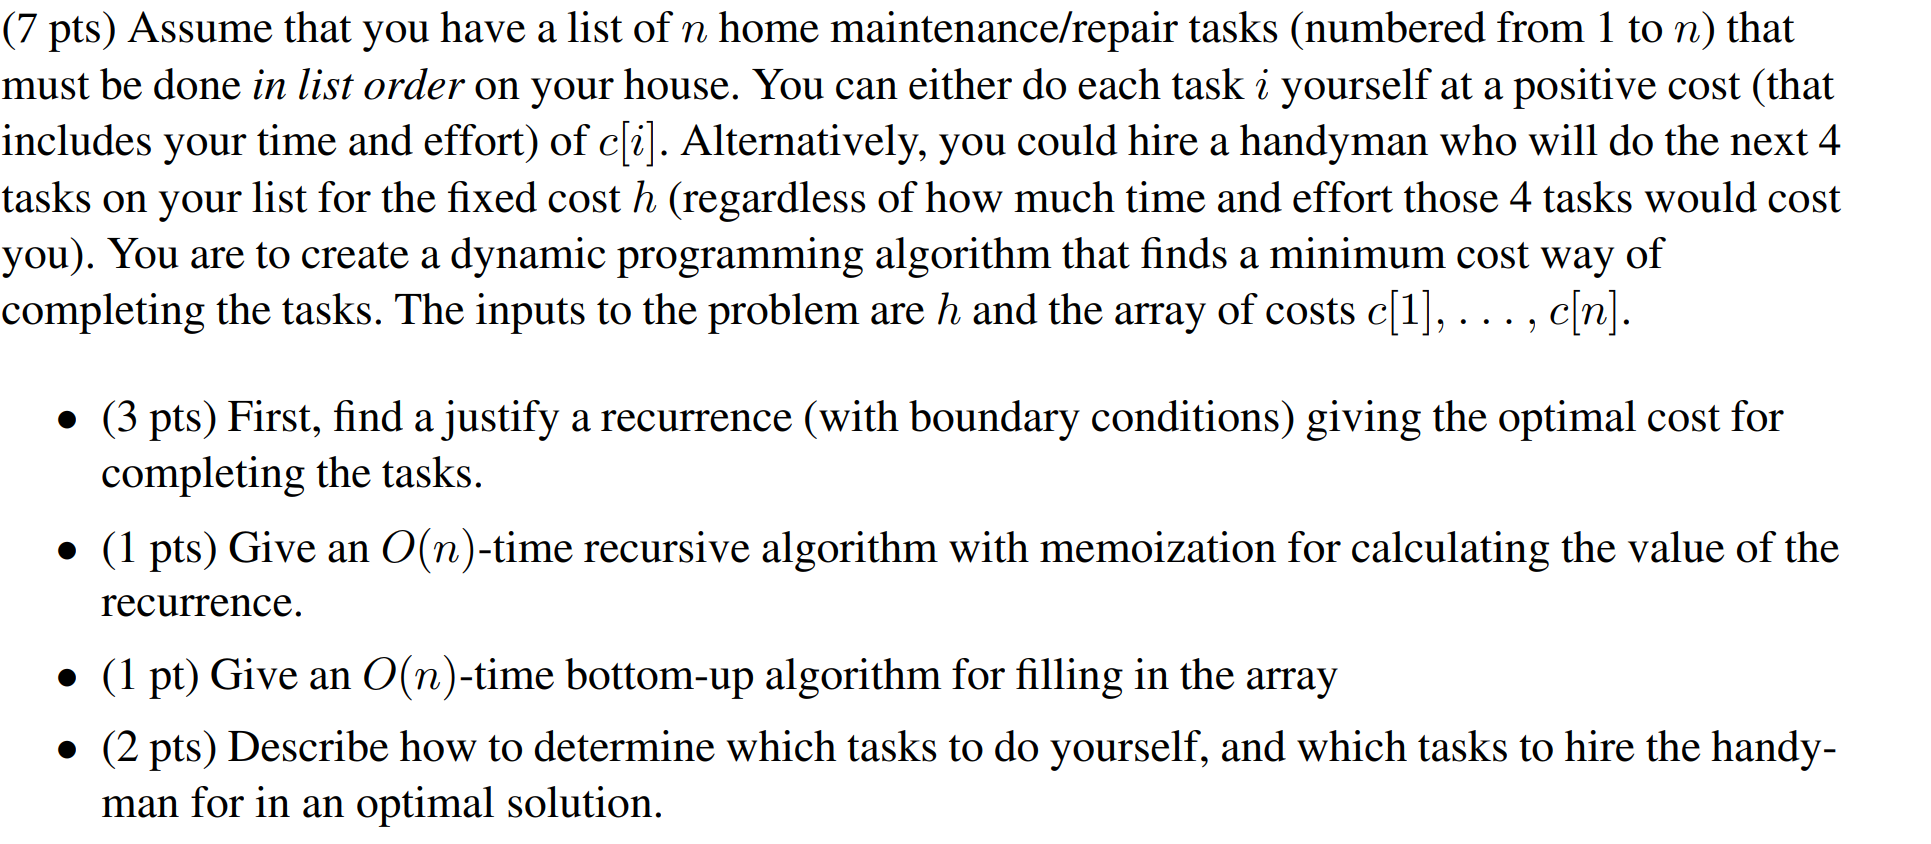 (7 pts) Assume that you have a list of n home maintenance/repair tasks (numbered from 1 to n) that
must be done in list order on your house. You can either do each task i yourself at a positive cost (that
includes your time and effort) of c[i]. Alternatively, you could hire a handyman who will do the next 4
tasks on your list for the fixed cost h (regardless of how much time and effort those 4 tasks would cost
you). You are to create a dynamic programming algorithm that finds a minimum cost way of
completing the tasks. The inputs to the problem are h and the array of costs c[1], . . . , c[n].
• (3 pts) First, find a justify a recurrence (with boundary conditions) giving the optimal cost for
completing the tasks.
• (1 pts) Give an O(n)-time recursive algorithm with memoization for calculating the value of the
recurrence.
• (1 pt) Give an O(n)-time bottom-up algorithm for filling in the array
• (2 pts) Describe how to determine which tasks to do yourself, and which tasks to hire the handy-
man for in an optimal solution.